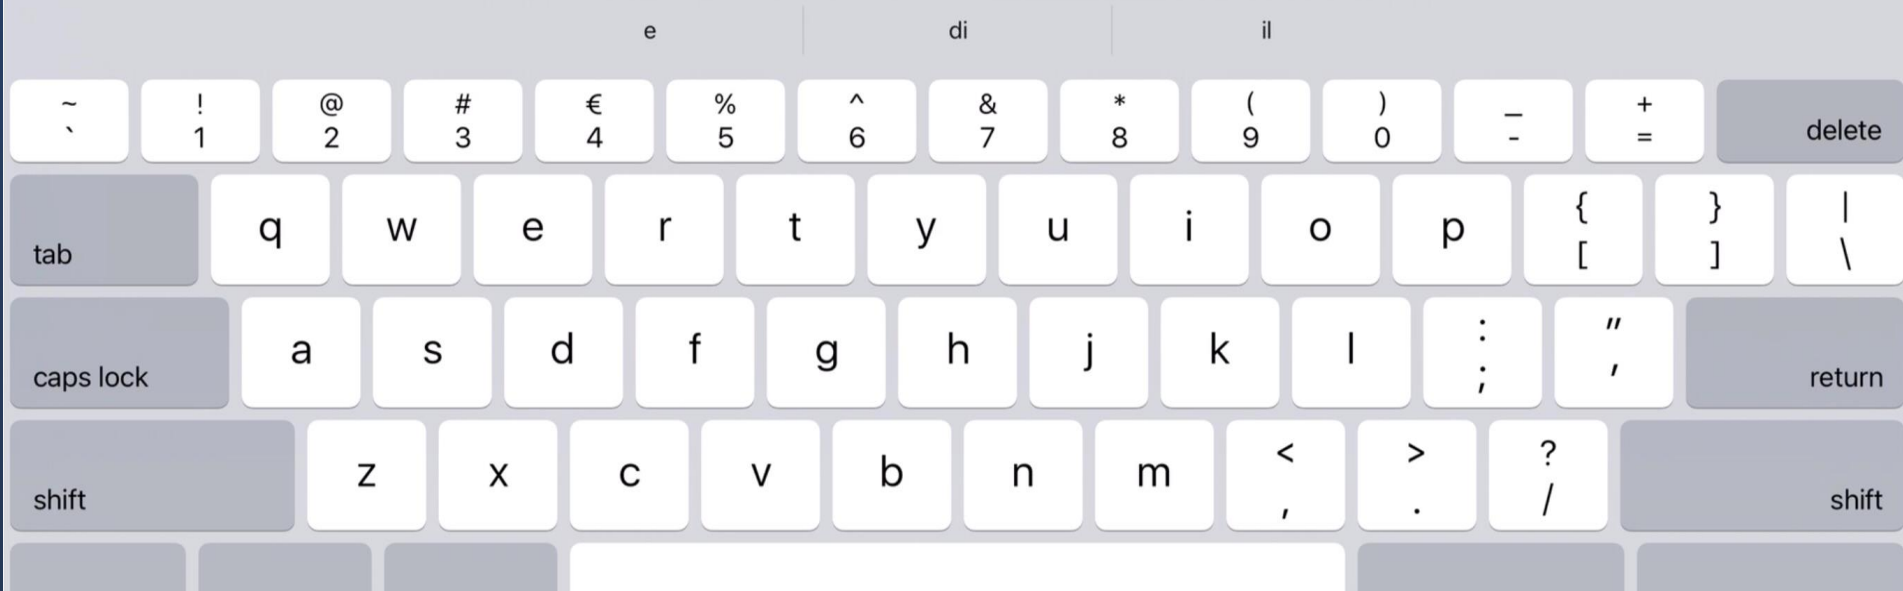 e di il
~ ! @ # € % ^ & * ( ) _ +
` 1 2 3 4 5 6 7 8 9 0 - = delete
q w e r t y u i o p { [ } ] | \
tab
a s d f g h j k l : ; " '
caps lock return
z x c v b n m < , > . ? /
shift shift